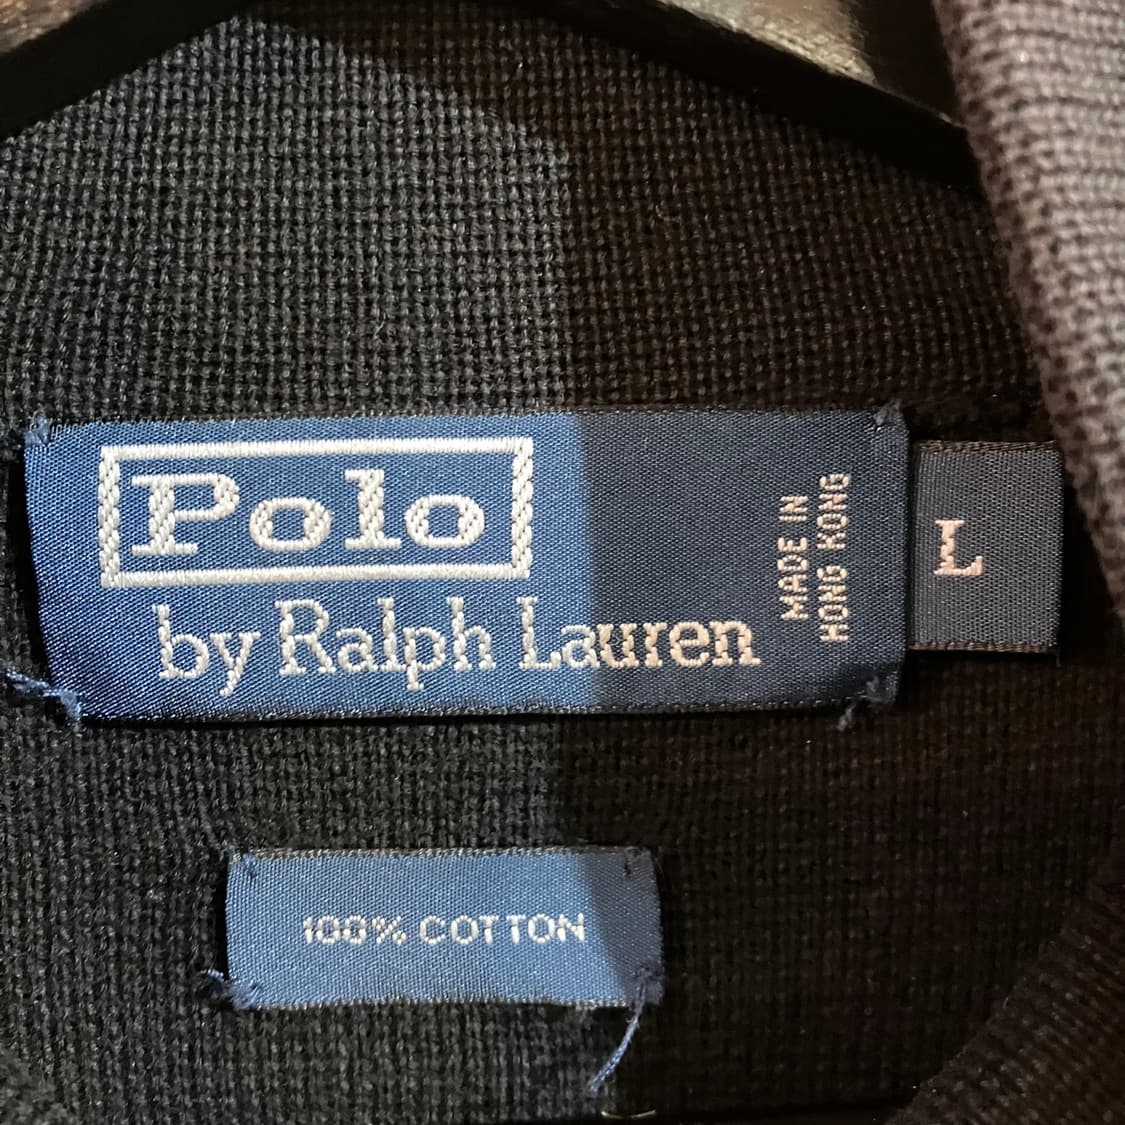 Polo
by Ralph Lauren
MADE IN
HONG KONG
L
100% COTTON